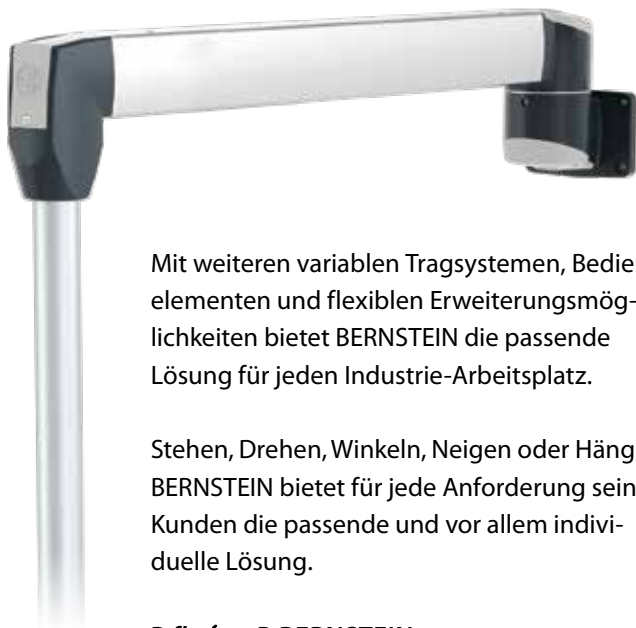 Mit weiteren variablen Tragsystemen, Bedie
elementen und flexiblen Erweiterungsmög-
lichkeiten bietet BERNSTEIN die passende
Lösung für jeden Industrie-Arbeitsplatz.
Stehen, Drehen, Winkeln, Neigen oder Häng
BERNSTEIN bietet für jede Anforderung sein
Kunden die passende und vor allem indivi-
duelle Lösung.